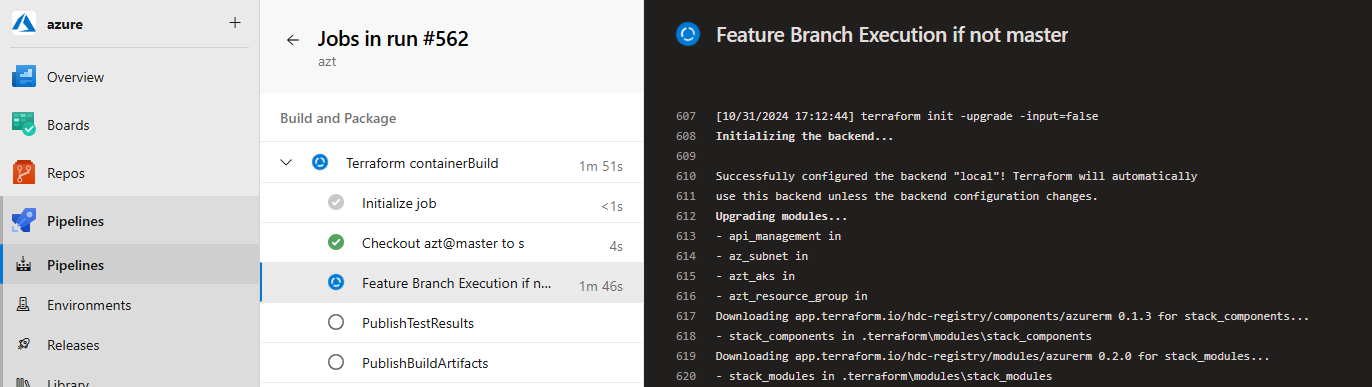 azure
+
Overview
Boards
Repos
Pipelines
Pipelines
Environments
Releases
Library
Jobs in run #562
azt
Build and Package
Terraform containerBuild 1m 51s
Initialize job <1s
Checkout azt@master to s 4s
Feature Branch Execution if n... 1m 46s
PublishTestResults
PublishBuildArtifacts
Feature Branch Execution if not master
607 [10/31/2024 17:12:44] terraform init -upgrade -input=false
608 Initializing the backend...
609
610 Successfully configured the backend "local"! Terraform will automatically
611 use this backend unless the backend configuration changes.
612 Upgrading modules...
613 - api_management in
614 - az_subnet in
615 - azt_aks in
616 - azt_resource_group in
617 Downloading app.terraform.io/hdc-registry/components/azurerm 0.1.3 for stack_components...
618 - stack_components in .terraform\modules\stack_components
619 Downloading app.terraform.io/hdc-registry/modules/azurerm 0.2.0 for stack_modules...
620 - stack_modules in .terraform\modules\stack_modules